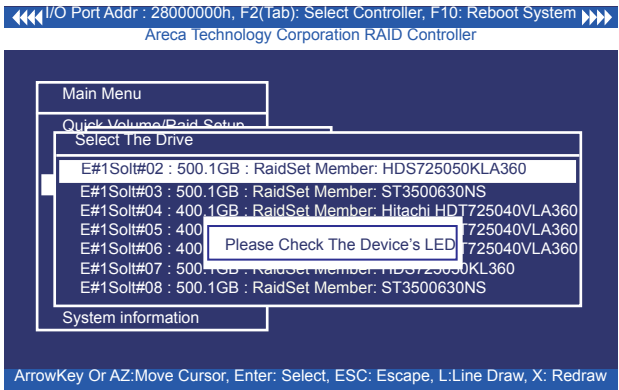 I/O Port Addr : 28000000h, F2(Tab): Select Controller, F10: Reboot System
Areca Technology Corporation RAID Controller
Main Menu
Quick Volume/Raid Setup
Select The Drive
E#1Solt#02 : 500.1GB : RaidSet Member: HDS725050KLA360
E#1Solt#03 : 500.1GB : RaidSet Member: ST3500630NS
E#1Solt#04 : 400.1GB : RaidSet Member: Hitachi HDT725040VLA360
E#1Solt#05 : 400 T725040VLA360
E#1Solt#06 : 400 T725040VLA360
Please Check The Device's LED
E#1Solt#07 : 500.1GB : RaidSet Member: HDS725050KL360
E#1Solt#08 : 500.1GB : RaidSet Member: ST3500630NS
System information
ArrowKey Or AZ:Move Cursor, Enter: Select, ESC: Escape, L:Line Draw, X: Redraw